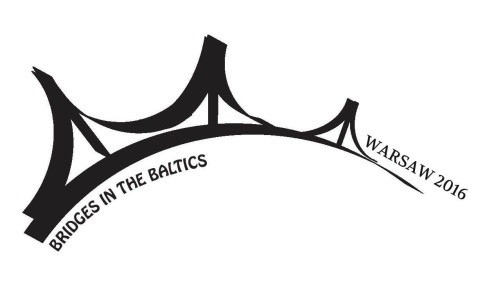 BRIDGES IN THE BALTICS
WARSAW 2016